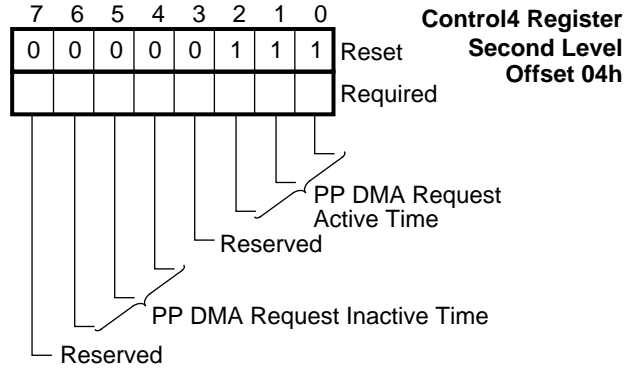 7 6 5 4 3 2 1 0
Control4 Register
0 0 0 0 0 1 1 1 Reset
Second Level
Offset 04h
Required
PP DMA Request
Active Time
Reserved
PP DMA Request Inactive Time
Reserved